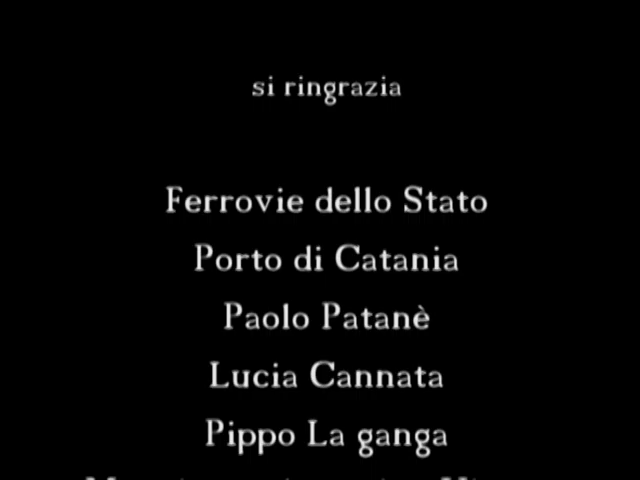 si ringrazia
Ferrovie dello Stato
Porto di Catania
Paolo Patanè
Lucia Cannata
Pippo La ganga